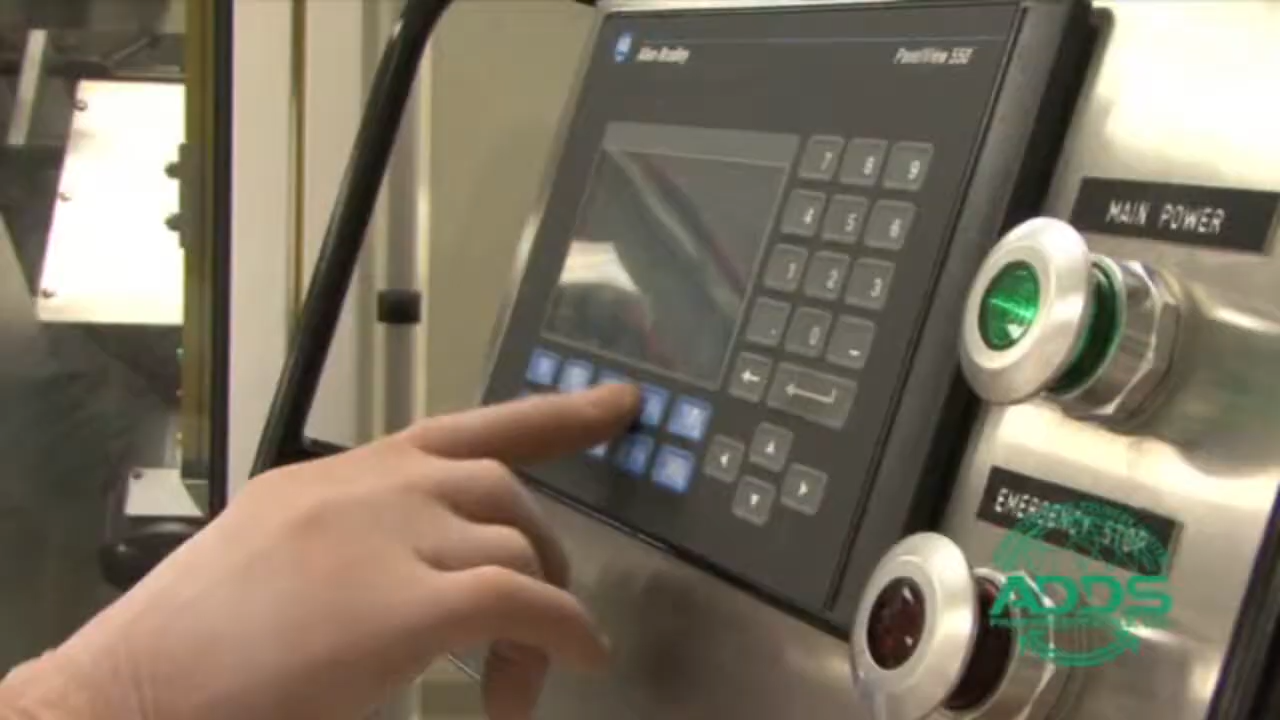 Allen-Bradley
PanelView 550
7 8 9
4 5 6
1 2 3
. 0 -
MAIN POWER
EMERGENCY STOP
ADDS